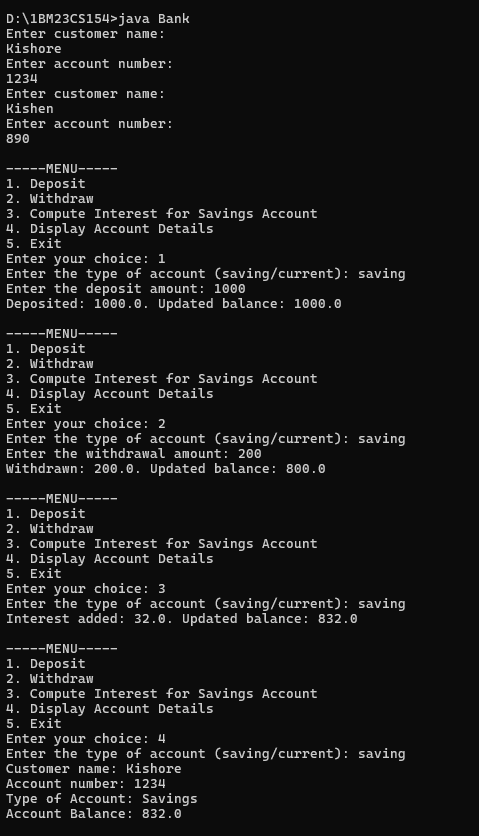 D:\1BM23CS154>java Bank
Enter customer name:
Kishore
Enter account number:
1234
Enter customer name:
Kishen
Enter account number:
890

-----MENU-----
1. Deposit
2. Withdraw
3. Compute Interest for Savings Account
4. Display Account Details
5. Exit
Enter your choice: 1
Enter the type of account (saving/current): saving
Enter the deposit amount: 1000
Deposited: 1000.0. Updated balance: 1000.0

-----MENU-----
1. Deposit
2. Withdraw
3. Compute Interest for Savings Account
4. Display Account Details
5. Exit
Enter your choice: 2
Enter the type of account (saving/current): saving
Enter the withdrawal amount: 200
Withdrawn: 200.0. Updated balance: 800.0

-----MENU-----
1. Deposit
2. Withdraw
3. Compute Interest for Savings Account
4. Display Account Details
5. Exit
Enter your choice: 3
Enter the type of account (saving/current): saving
Interest added: 32.0. Updated balance: 832.0

-----MENU-----
1. Deposit
2. Withdraw
3. Compute Interest for Savings Account
4. Display Account Details
5. Exit
Enter your choice: 4
Enter the type of account (saving/current): saving
Customer name: Kishore
Account number: 1234
Type of Account: Savings
Account Balance: 832.0